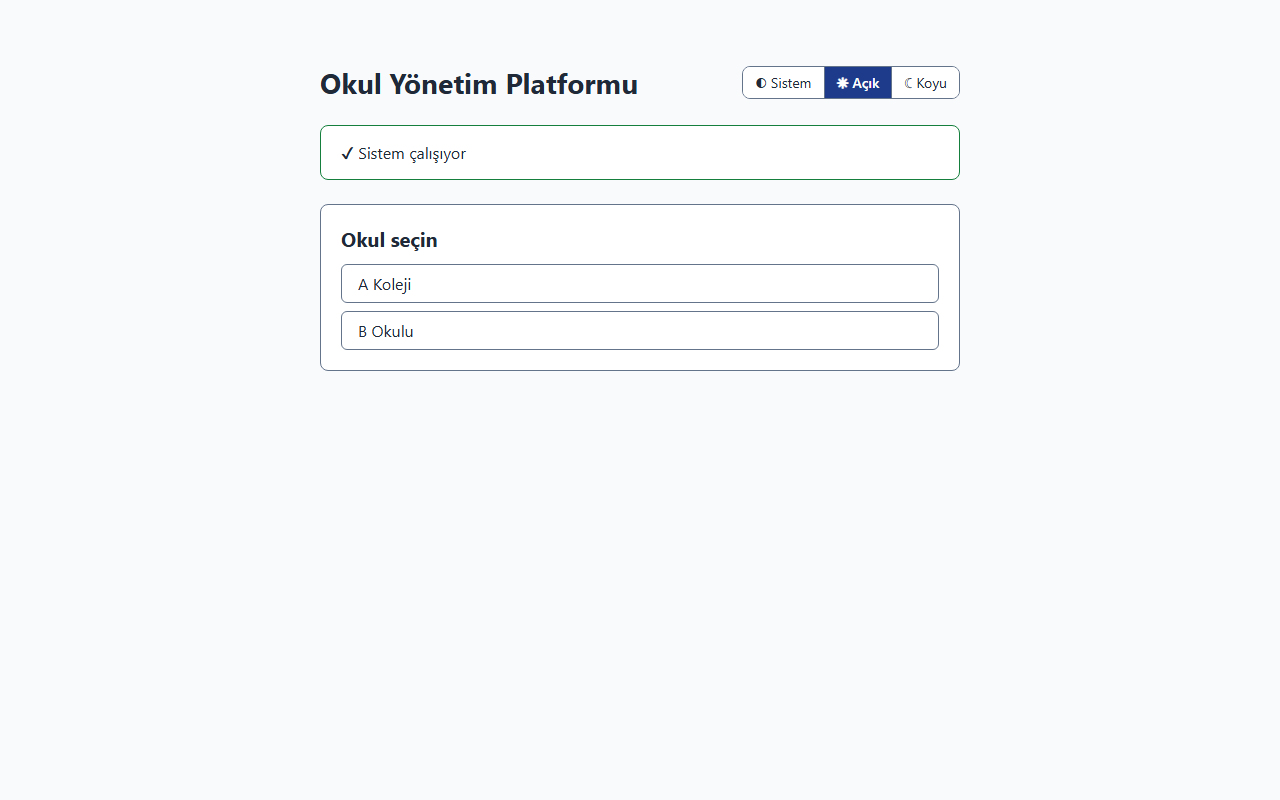 Okul Yönetim Platformu
◐ Sistem ❋ Açık ☾ Koyu
✓ Sistem çalışıyor
Okul seçin
A Koleji
B Okulu